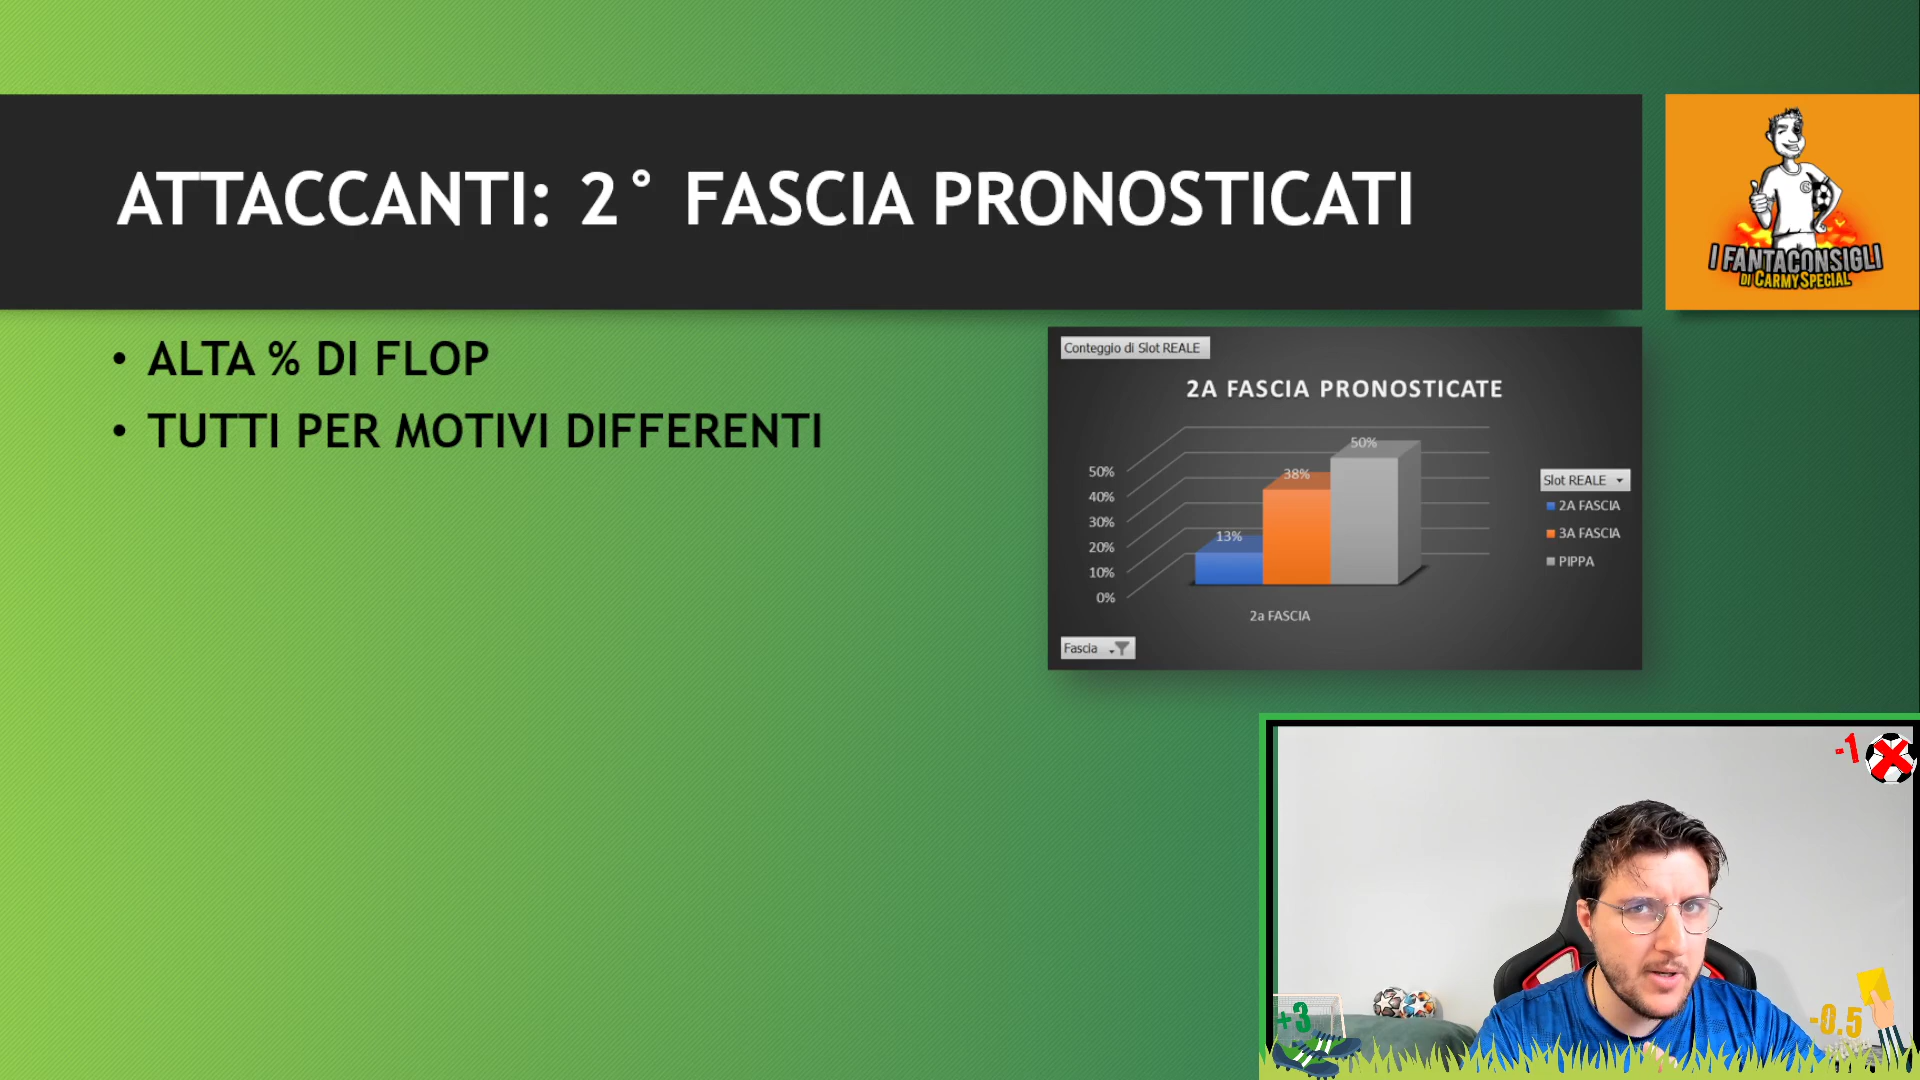 ATTACCANTI: 2° FASCIA PRONOSTICATI
I FANTACONSIGLI
DI CARMYSPECIAL
• ALTA % DI FLOP
• TUTTI PER MOTIVI DIFFERENTI
Conteggio di Slot REALE
2A FASCIA PRONOSTICATE
50%
40%
30%
20%
10%
0%
13%
38%
50%
2a FASCIA
Slot REALE
2A FASCIA
3A FASCIA
PIPPA
Fascia
-1
+3
-0.5